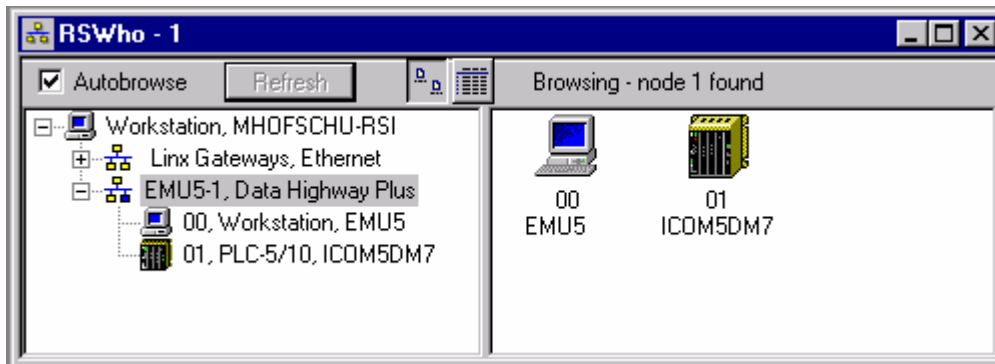 RSWho - 1
Autobrowse Refresh Browsing - node 1 found
Workstation, MHOFSCHU-RSI
Linx Gateways, Ethernet
EMU5-1, Data Highway Plus
00, Workstation, EMU5
01, PLC-5/10, ICOM5DM7
00
EMU5
01
ICOM5DM7